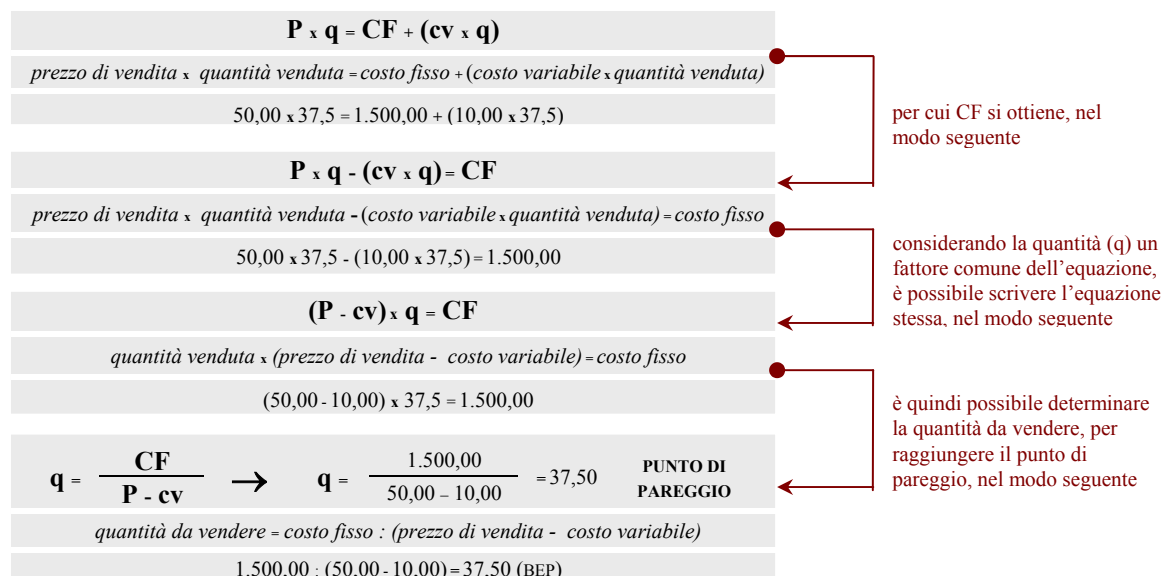 P x q = CF + (cv x q)
prezzo di vendita x quantità venduta = costo fisso + (costo variabile x quantità venduta)
50,00 x 37,5 = 1.500,00 + (10,00 x 37,5)
per cui CF si ottiene, nel
modo seguente
P x q - (cv x q) = CF
prezzo di vendita x quantità venduta - (costo variabile x quantità venduta) = costo fisso
50,00 x 37,5 - (10,00 x 37,5) = 1.500,00
considerando la quantità (q) un
fattore comune dell’equazione,
è possibile scrivere l’equazione
stessa, nel modo seguente
(P - cv) x q = CF
quantità venduta x (prezzo di vendita - costo variabile) = costo fisso
(50,00 - 10,00) x 37,5 = 1.500,00
è quindi possibile determinare
la quantità da vendere, per
raggiungere il punto di
pareggio, nel modo seguente
q = CF / P - cv → q = 1.500,00 / 50,00 – 10,00 = 37,50 PUNTO DI
PAREGGIO
quantità da vendere = costo fisso : (prezzo di vendita - costo variabile)
1.500,00 : (50,00 - 10,00) = 37,50 (BEP)